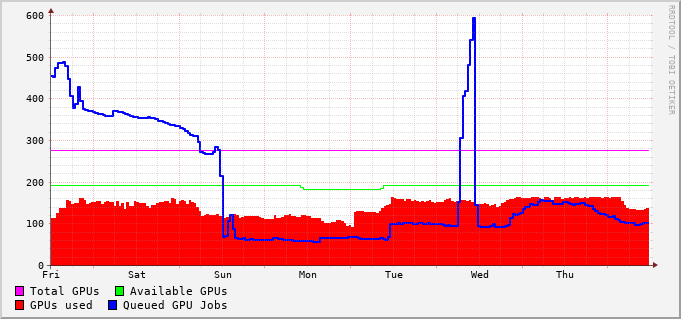 600
500
400
300
200
100
0
Fri Sat Sun Mon Tue Wed Thu
Total GPUs Available GPUs
GPUs used Queued GPU Jobs
RRDTOOL / TOBI OETIKER